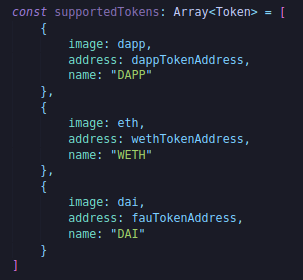 const supportedTokens: Array<Token> = [
    {
        image: dapp,
        address: dappTokenAddress,
        name: "DAPP"
    },
    {
        image: eth,
        address: wethTokenAddress,
        name: "WETH"
    },
    {
        image: dai,
        address: fauTokenAddress,
        name: "DAI"
    }
]